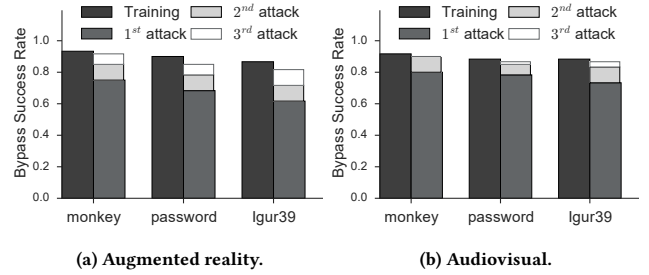 Training
2nd attack
1st attack
3rd attack
Bypass Success Rate
1.0
0.8
0.6
0.4
0.2
0.0
monkey password lgur39
(a) Augmented reality.
Training
2nd attack
1st attack
3rd attack
Bypass Success Rate
1.0
0.8
0.6
0.4
0.2
0.0
monkey password lgur39
(b) Audiovisual.